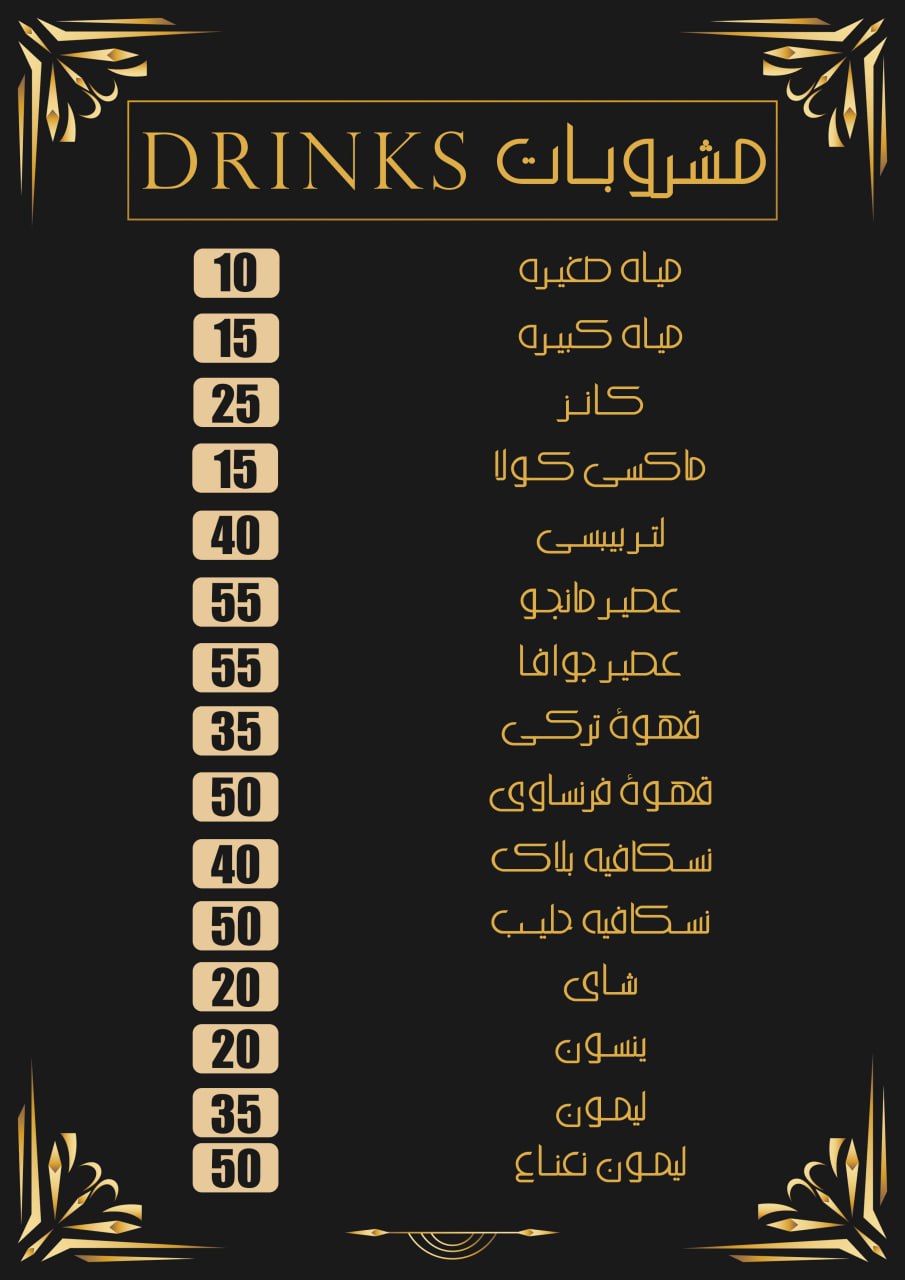 مشروبات DRINKS
مياه صغيره 10
مياه كبيره 15
كانز 25
ماكسى كولا 15
لتر بيبسى 40
عصير مانجو 55
عصير جوافا 55
قهوة تركى 35
قهوة فرنساوى 50
نسكافيه بلاك 40
نسكافيه حليب 50
شاى 20
ينسون 20
ليمون 35
ليمون نعناع 50